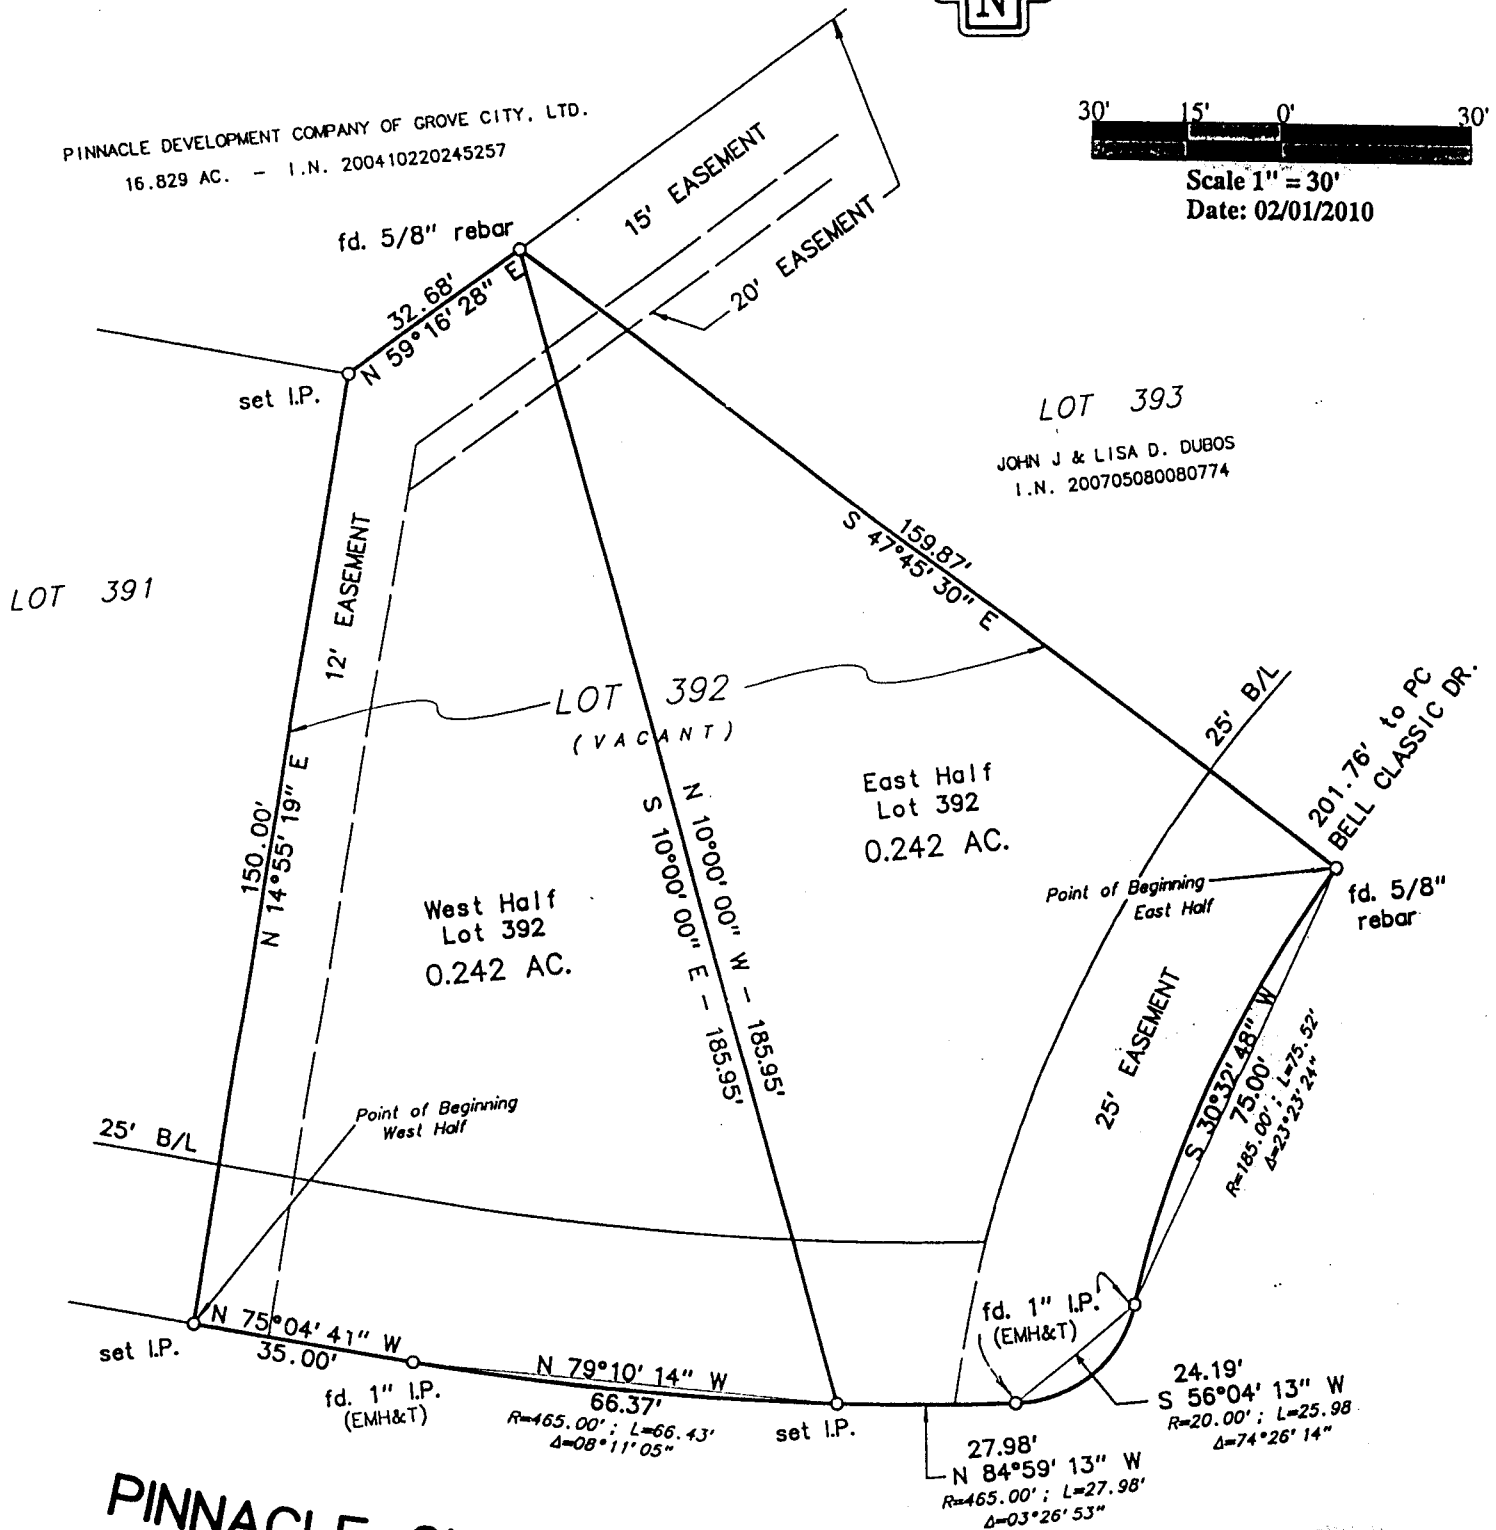 N
30' 15' 0' 30'
Scale 1" = 30'
Date: 02/01/2010
PINNACLE DEVELOPMENT COMPANY OF GROVE CITY, LTD.
16.829 AC. - I.N. 200410220245257
fd. 5/8" rebar
15' EASEMENT
20' EASEMENT
32.68'
N 59°16'28" E
set I.P.
LOT 393
JOHN J & LISA D. DUBOS
I.N. 200705080080774
LOT 391
12' EASEMENT
159.87'
S 47°45'30" E
LOT 392
(VACANT)
25' B/L
201.76' to PC
BELL CLASSIC DR.
150.00'
N 14°55'19" E
N 10°00'00" W - 185.95'
S 10°00'00" E - 185.95'
East Half
Lot 392
0.242 AC.
Point of Beginning
East Half
fd. 5/8"
rebar
West Half
Lot 392
0.242 AC.
25' EASEMENT
S 30°32'48" W
75.00'
R=185.00'; L=75.52'
Δ=23°23'24"
Point of Beginning
West Half
25' B/L
fd. 1" I.P.
(EMH&T)
N 75°04'41" W
35.00'
set I.P.
fd. 1" I.P.
(EMH&T)
N 79°10'14" W
66.37'
R=465.00'; L=66.43'
Δ=08°11'05"
set I.P.
24.19'
S 56°04'13" W
R=20.00'; L=25.98
Δ=74°26'14"
27.98'
N 84°59'13" W
R=465.00'; L=27.98'
Δ=03°26'53"
PINNACLE